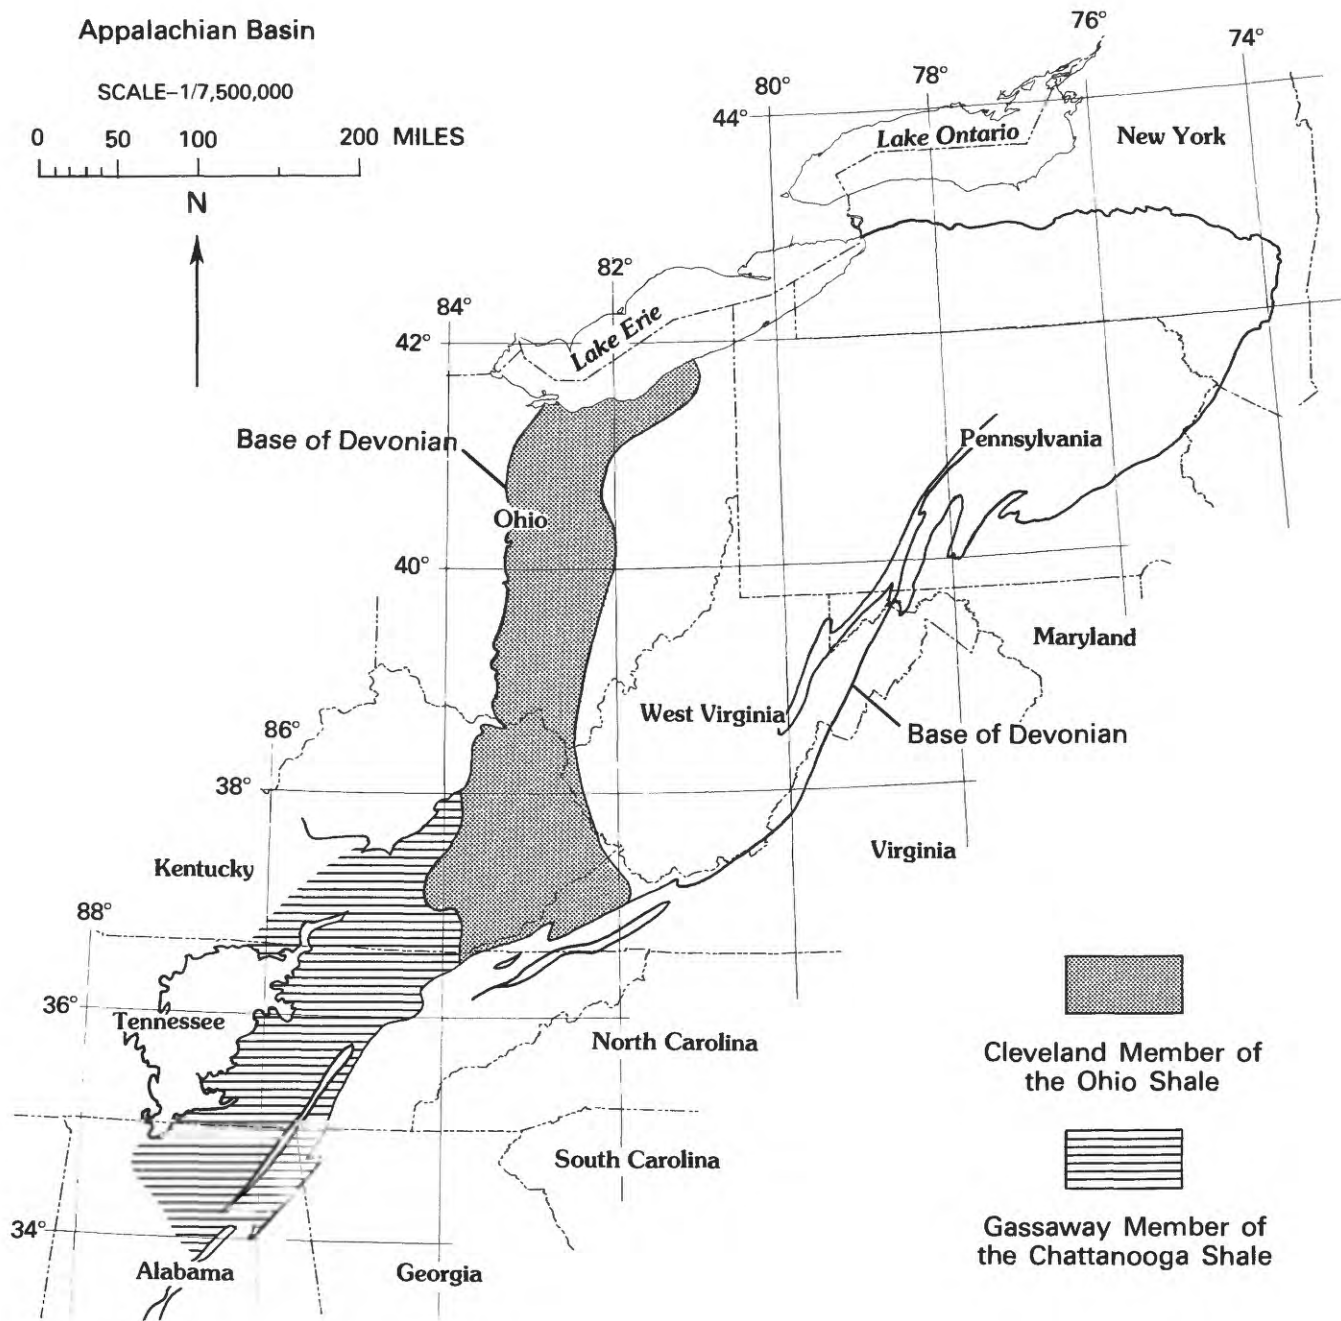 Appalachian Basin
SCALE–1/7,500,000
0 50 100 200 MILES
N
76°
74°
80°
78°
44°
Lake Ontario
New York
82°
84°
42°
Lake Erie
Base of Devonian
Pennsylvania
Ohio
40°
Maryland
West Virginia
Base of Devonian
86°
38°
Virginia
Kentucky
88°
36°
Tennessee
North Carolina
Cleveland Member of
the Ohio Shale
South Carolina
34°
Gassaway Member of
the Chattanooga Shale
Alabama
Georgia